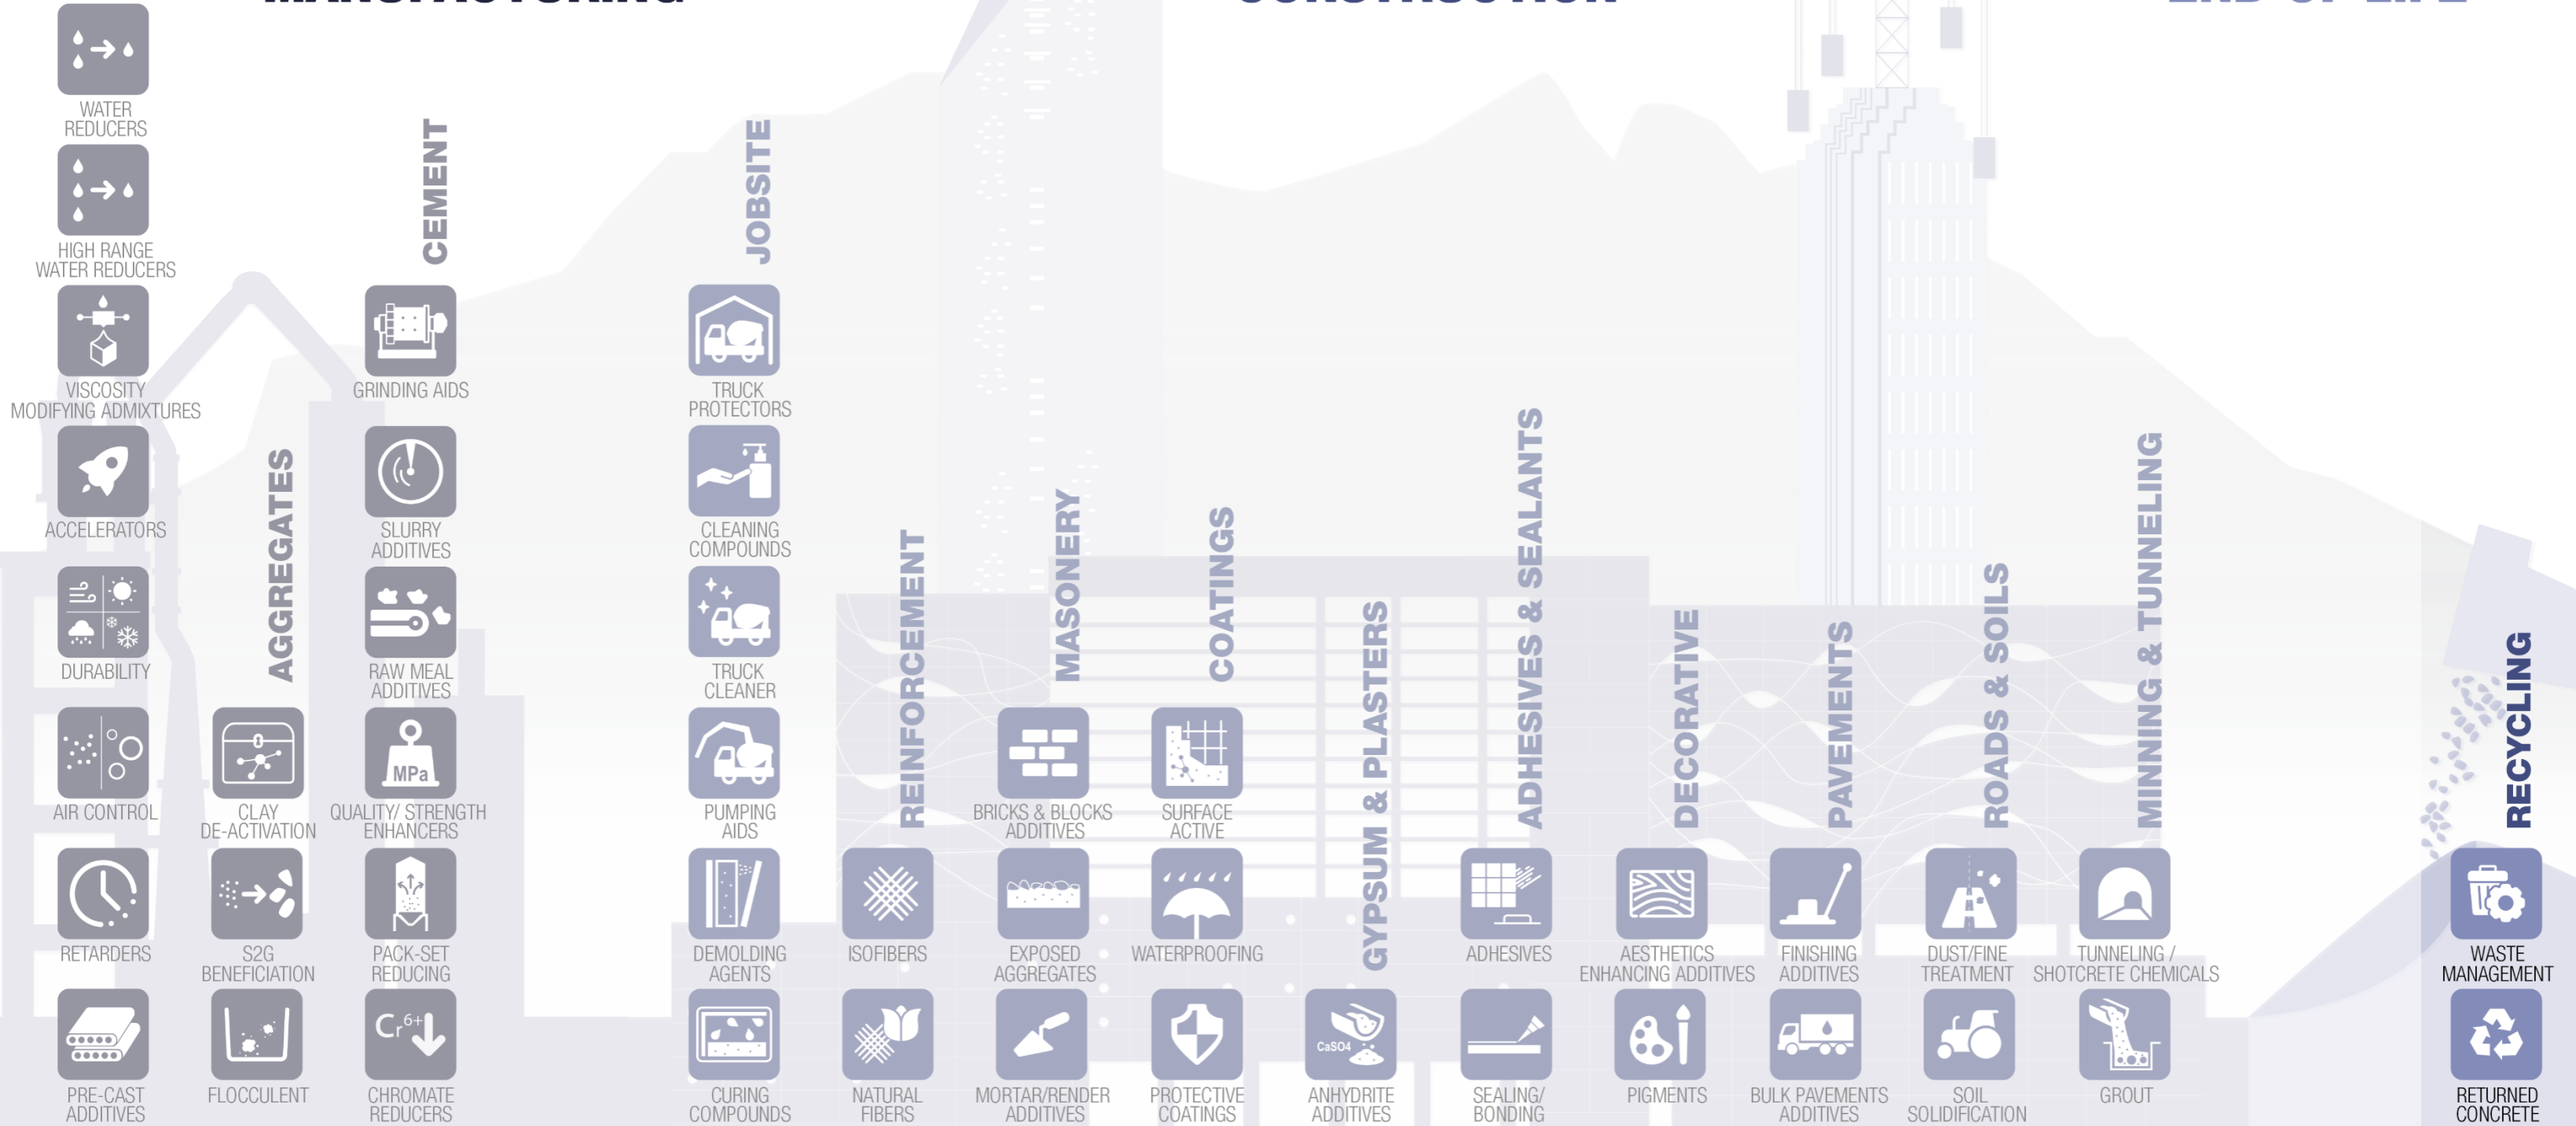 MANUFACTURING
CONSTRUCTION
END OF LIFE
WATER
REDUCERS
HIGH RANGE
WATER REDUCERS
VISCOSITY
MODIFYING ADMIXTURES
ACCELERATORS
DURABILITY
AIR CONTROL
RETARDERS
PRE-CAST
ADDITIVES
AGGREGATES
CLAY
DE-ACTIVATION
S2G
BENEFICIATION
FLOCCULENT
CEMENT
GRINDING AIDS
SLURRY
ADDITIVES
RAW MEAL
ADDITIVES
MPa
QUALITY/ STRENGTH
ENHANCERS
PACK-SET
REDUCING
Cr6+
CHROMATE
REDUCERS
JOBSITE
TRUCK
PROTECTORS
CLEANING
COMPOUNDS
TRUCK
CLEANER
PUMPING
AIDS
DEMOLDING
AGENTS
CURING
COMPOUNDS
REINFORCEMENT
ISOFIBERS
NATURAL
FIBERS
MASONERY
BRICKS & BLOCKS
ADDITIVES
EXPOSED
AGGREGATES
MORTAR/RENDER
ADDITIVES
COATINGS
SURFACE
ACTIVE
WATERPROOFING
PROTECTIVE
COATINGS
GYPSUM & PLASTERS
CaSO4
ANHYDRITE
ADDITIVES
ADHESIVES & SEALANTS
ADHESIVES
SEALING/
BONDING
DECORATIVE
AESTHETICS
ENHANCING ADDITIVES
PIGMENTS
PAVEMENTS
FINISHING
ADDITIVES
BULK PAVEMENTS
ADDITIVES
ROADS & SOILS
DUST/FINE
TREATMENT
SOIL
SOLIDIFICATION
MINNING & TUNNELING
TUNNELING /
SHOTCRETE CHEMICALS
GROUT
RECYCLING
WASTE
MANAGEMENT
RETURNED
CONCRETE